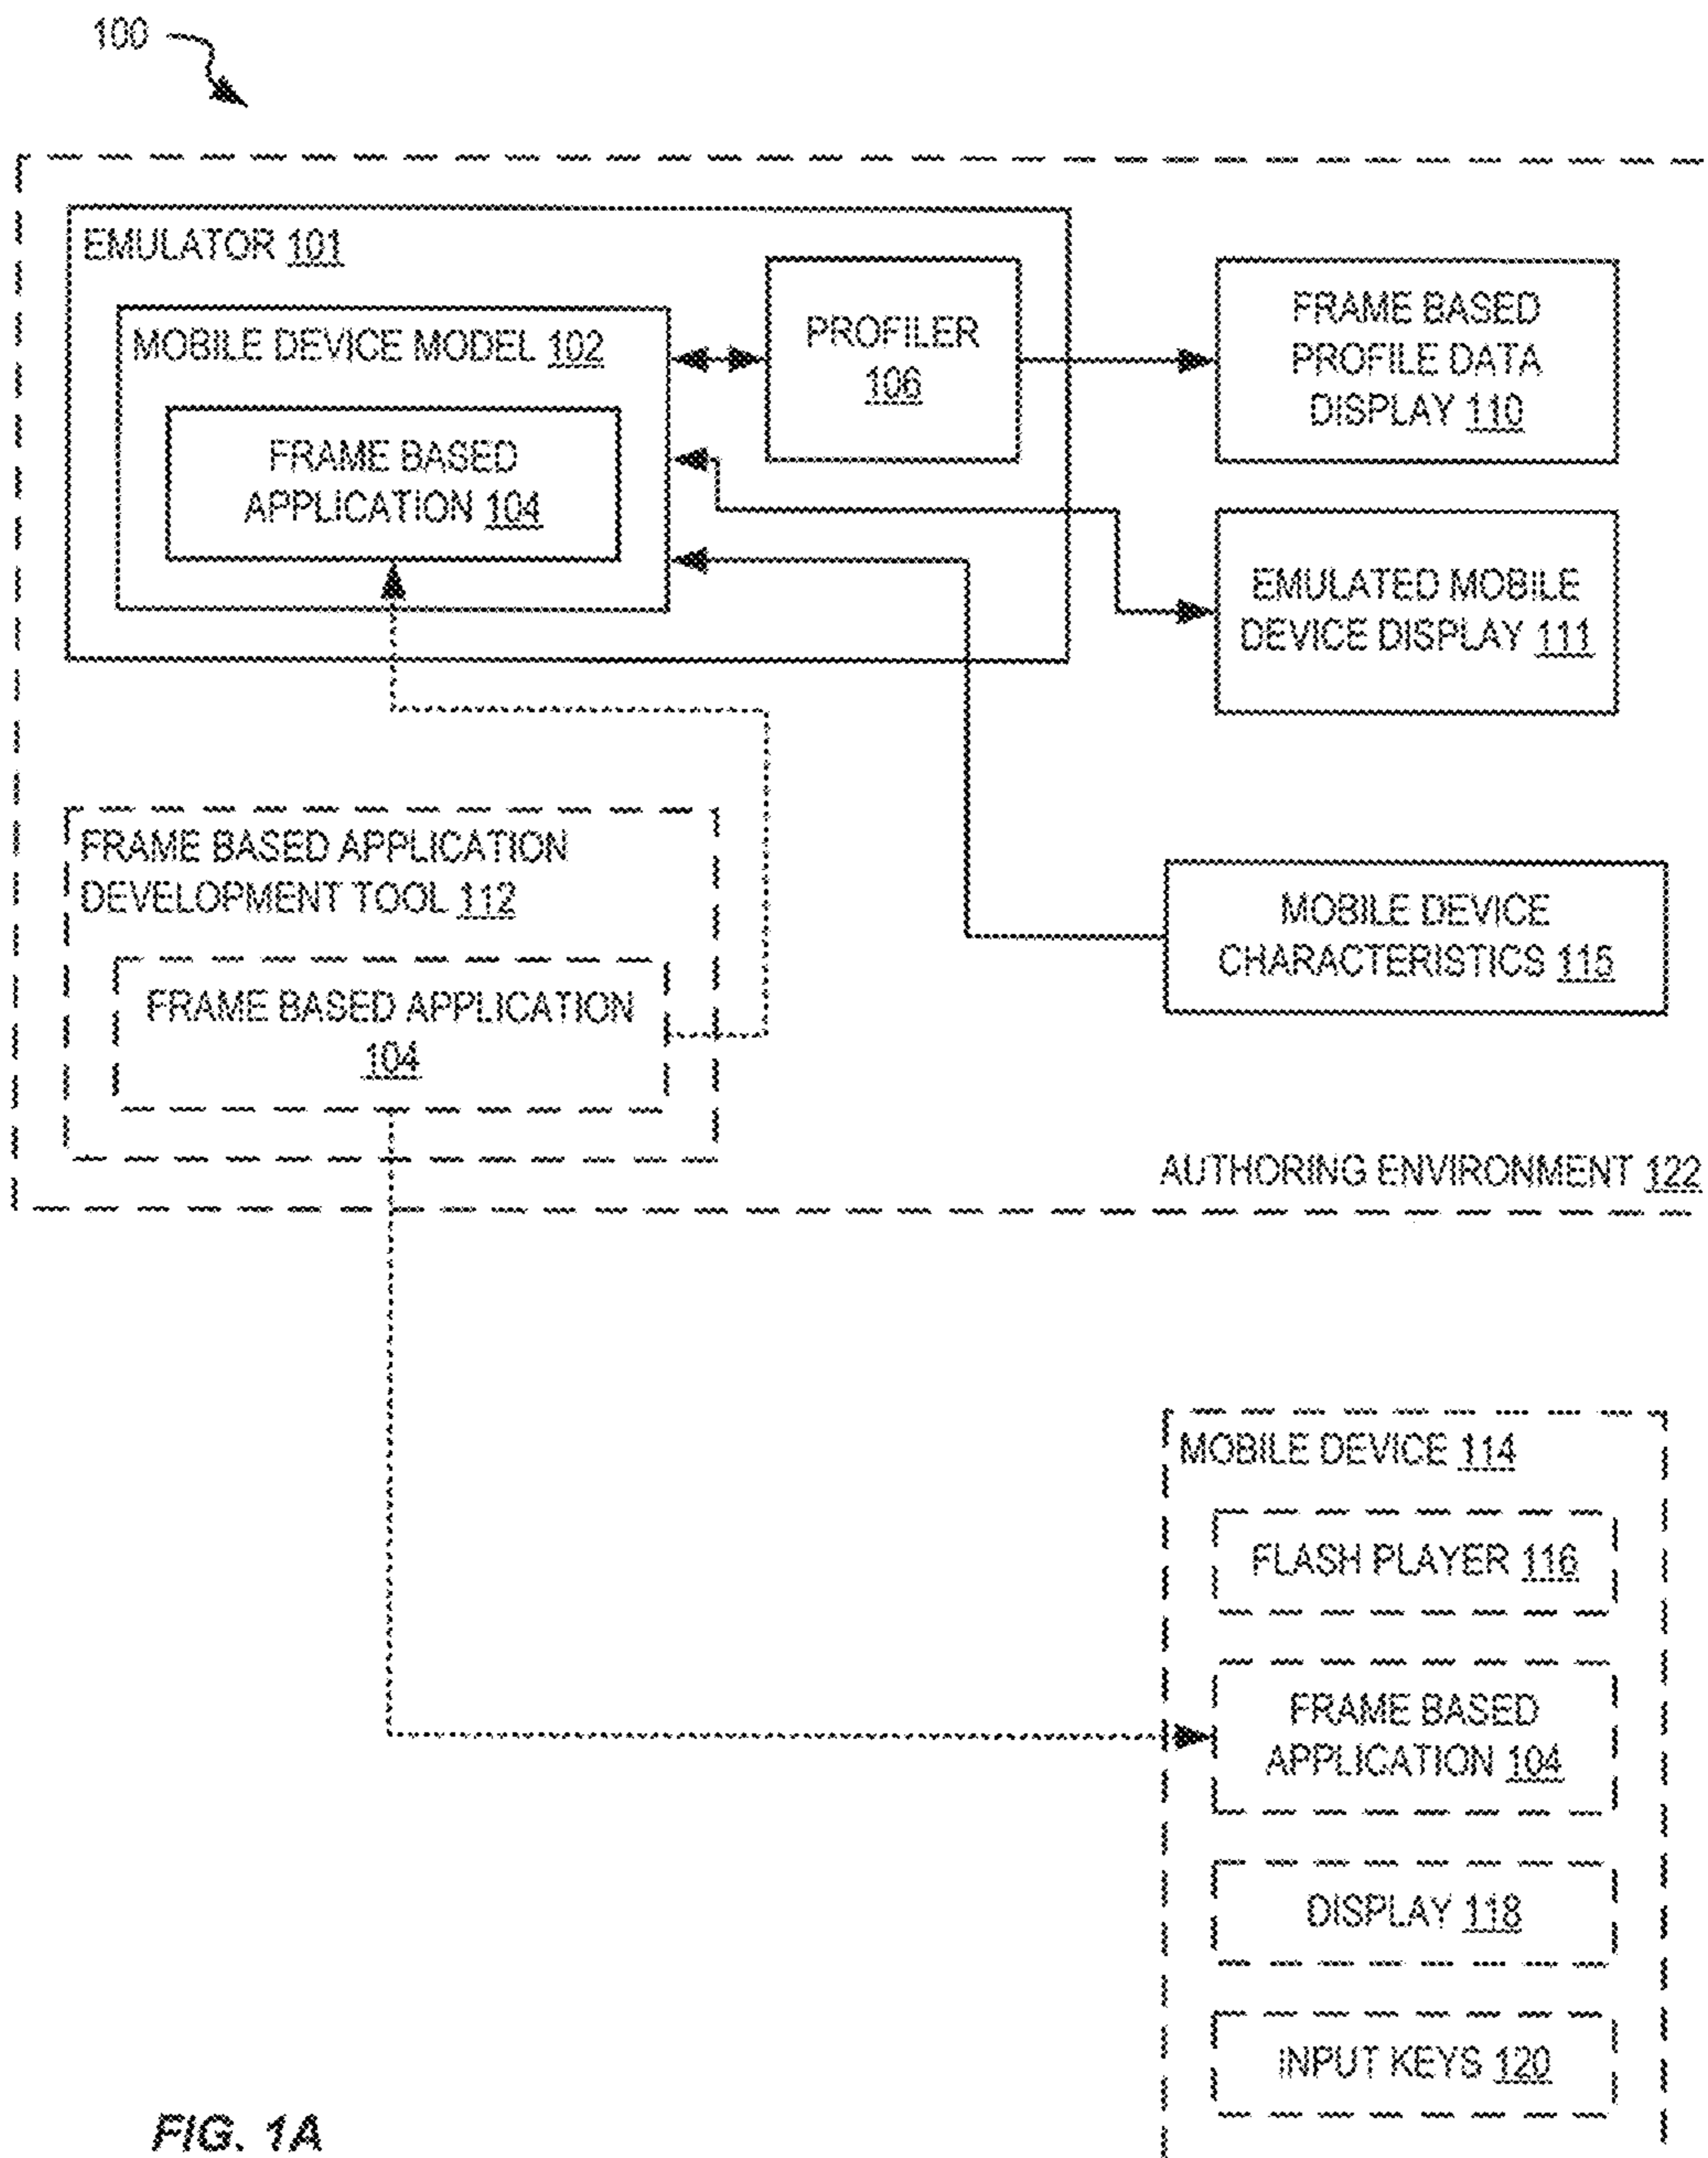 100
EMULATOR 101
MOBILE DEVICE MODEL 102
FRAME BASED
APPLICATION 104
PROFILER
106
FRAME BASED
PROFILE DATA
DISPLAY 110
EMULATED MOBILE
DEVICE DISPLAY 111
FRAME BASED APPLICATION
DEVELOPMENT TOOL 112
FRAME BASED APPLICATION
104
MOBILE DEVICE
CHARACTERISTICS 115
AUTHORING ENVIRONMENT 122
MOBILE DEVICE 114
FLASH PLAYER 116
FRAME BASED
APPLICATION 104
DISPLAY 118
INPUT KEYS 120
FIG. 1A